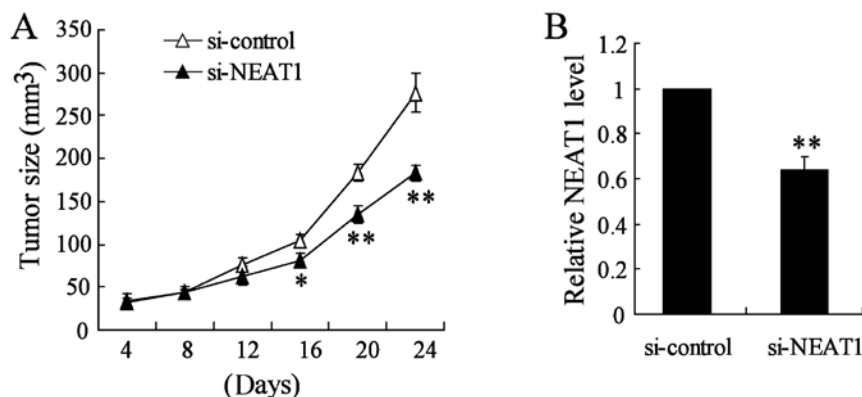 A
si-control
si-NEAT1
Tumor size (mm³)
350
300
250
200
150
100
50
0
*
**
**
4 8 12 16 20 24
(Days)
B
Relative NEAT1 level
1.2
1
0.8
0.6
0.4
0.2
0
**
si-control si-NEAT1